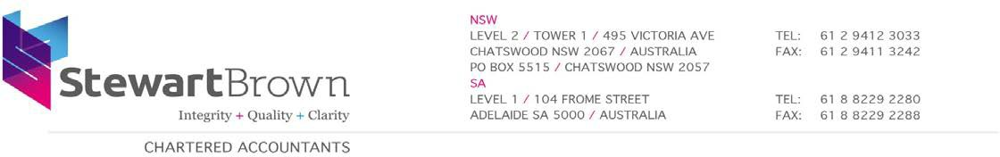 StewartBrown
Integrity + Quality + Clarity
CHARTERED ACCOUNTANTS
NSW
LEVEL 2 / TOWER 1 / 495 VICTORIA AVE TEL: 61 2 9412 3033
CHATSWOOD NSW 2067 / AUSTRALIA FAX: 61 2 9411 3242
PO BOX 5515 / CHATSWOOD NSW 2057
SA
LEVEL 1 / 104 FROME STREET TEL: 61 8 8229 2280
ADELAIDE SA 5000 / AUSTRALIA FAX: 61 8 8229 2288